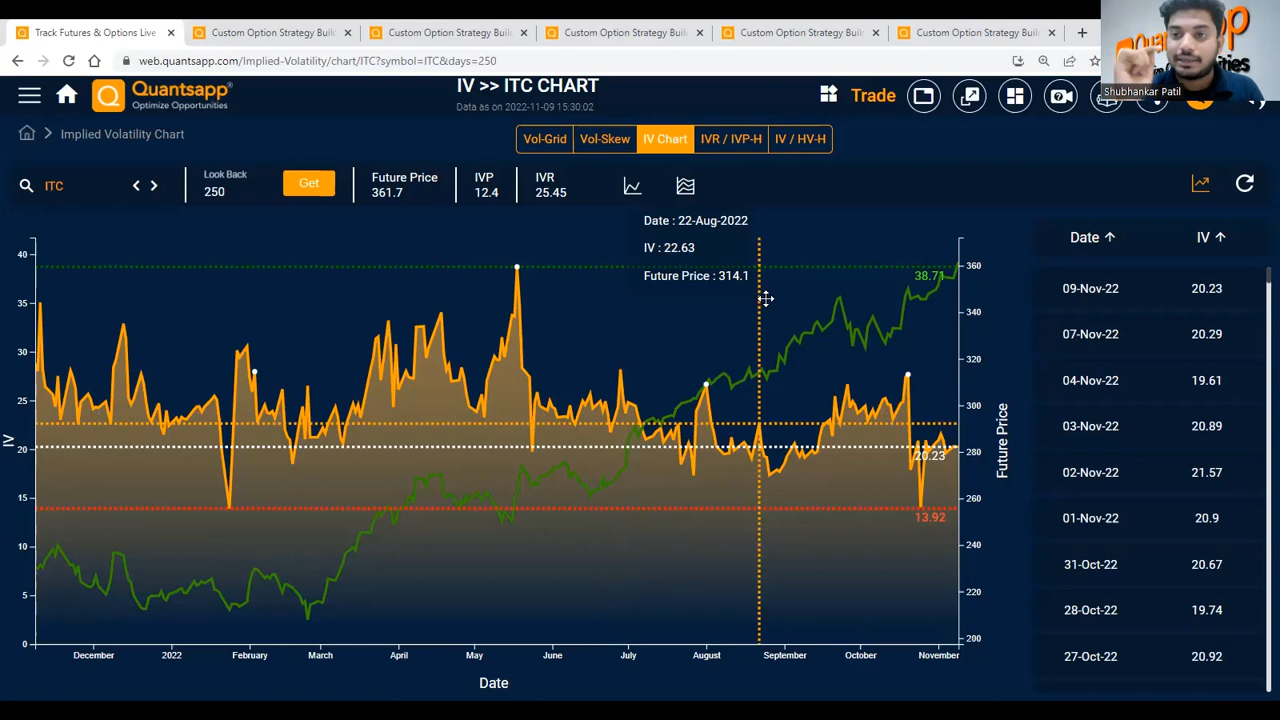 Track Futures & Options Live
Custom Option Strategy Buil
Custom Option Strategy Buil
Custom Option Strategy Buil
Custom Option Strategy Buil
Custom Option Strategy Buil
web.quantsapp.com/Implied-Volatility/chart/ITC?symbol=ITC&days=250
Shubhankar Patil
Quantsapp
Optimize Opportunities
IV >> ITC CHART
Data as on 2022-11-09 15:30:02
Trade
Implied Volatility Chart
Vol-Grid
Vol-Skew
IV Chart
IVR / IVP-H
IV / HV-H
ITC
Look Back
250
Get
Future Price
361.7
IVP
12.4
IVR
25.45
Date : 22-Aug-2022
IV : 22.63
Future Price : 314.1
38.71
20.23
13.92
40
35
30
25
20
15
10
5
0
IV
360
340
320
300
280
260
240
220
200
Future Price
December
2022
February
March
April
May
June
July
August
September
October
November
Date
Date IV
09-Nov-22 20.23
07-Nov-22 20.29
04-Nov-22 19.61
03-Nov-22 20.89
02-Nov-22 21.57
01-Nov-22 20.9
31-Oct-22 20.67
28-Oct-22 19.74
27-Oct-22 20.92